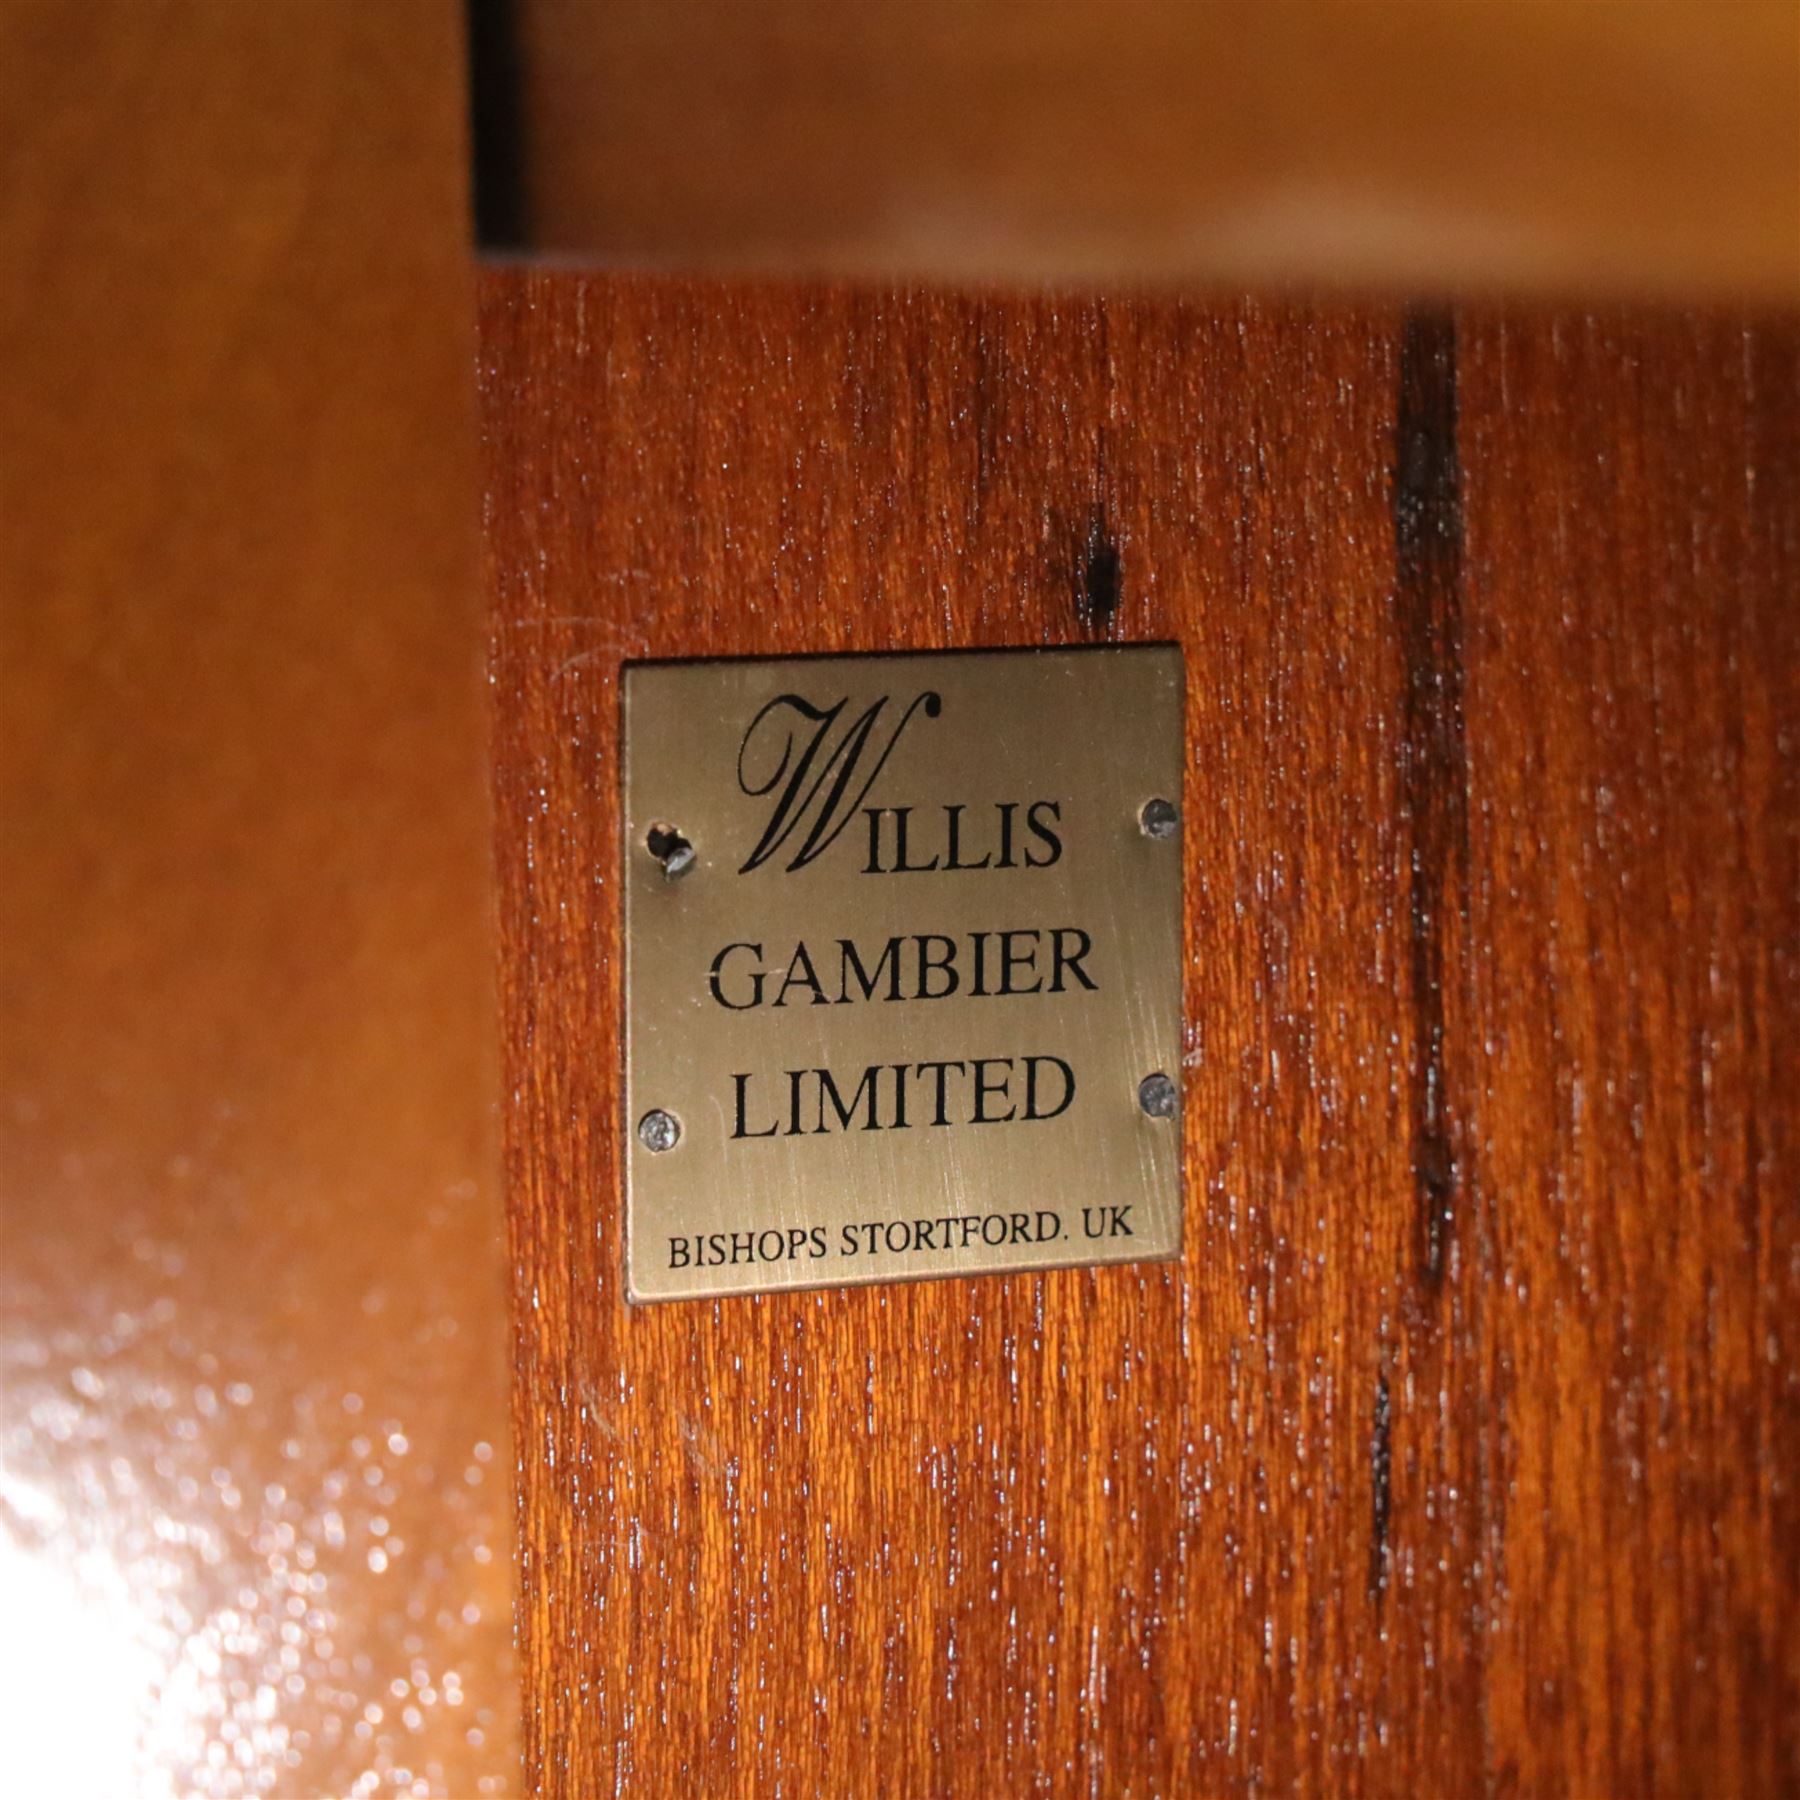 WILLIS
GAMBIER
LIMITED
BISHOPS STORTFORD. UK